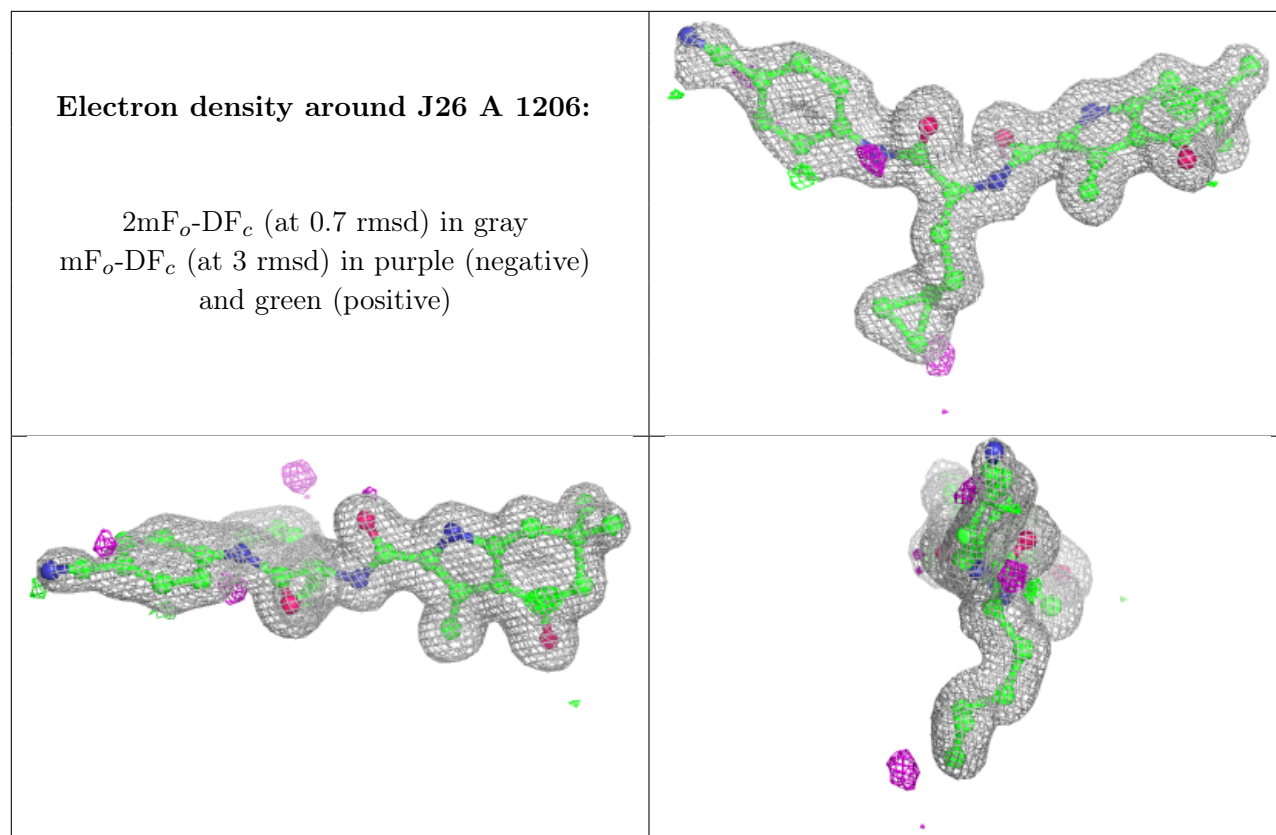 Electron density around J26 A 1206:
2mFo-DFc (at 0.7 rmsd) in gray
mFo-DFc (at 3 rmsd) in purple (negative)
and green (positive)